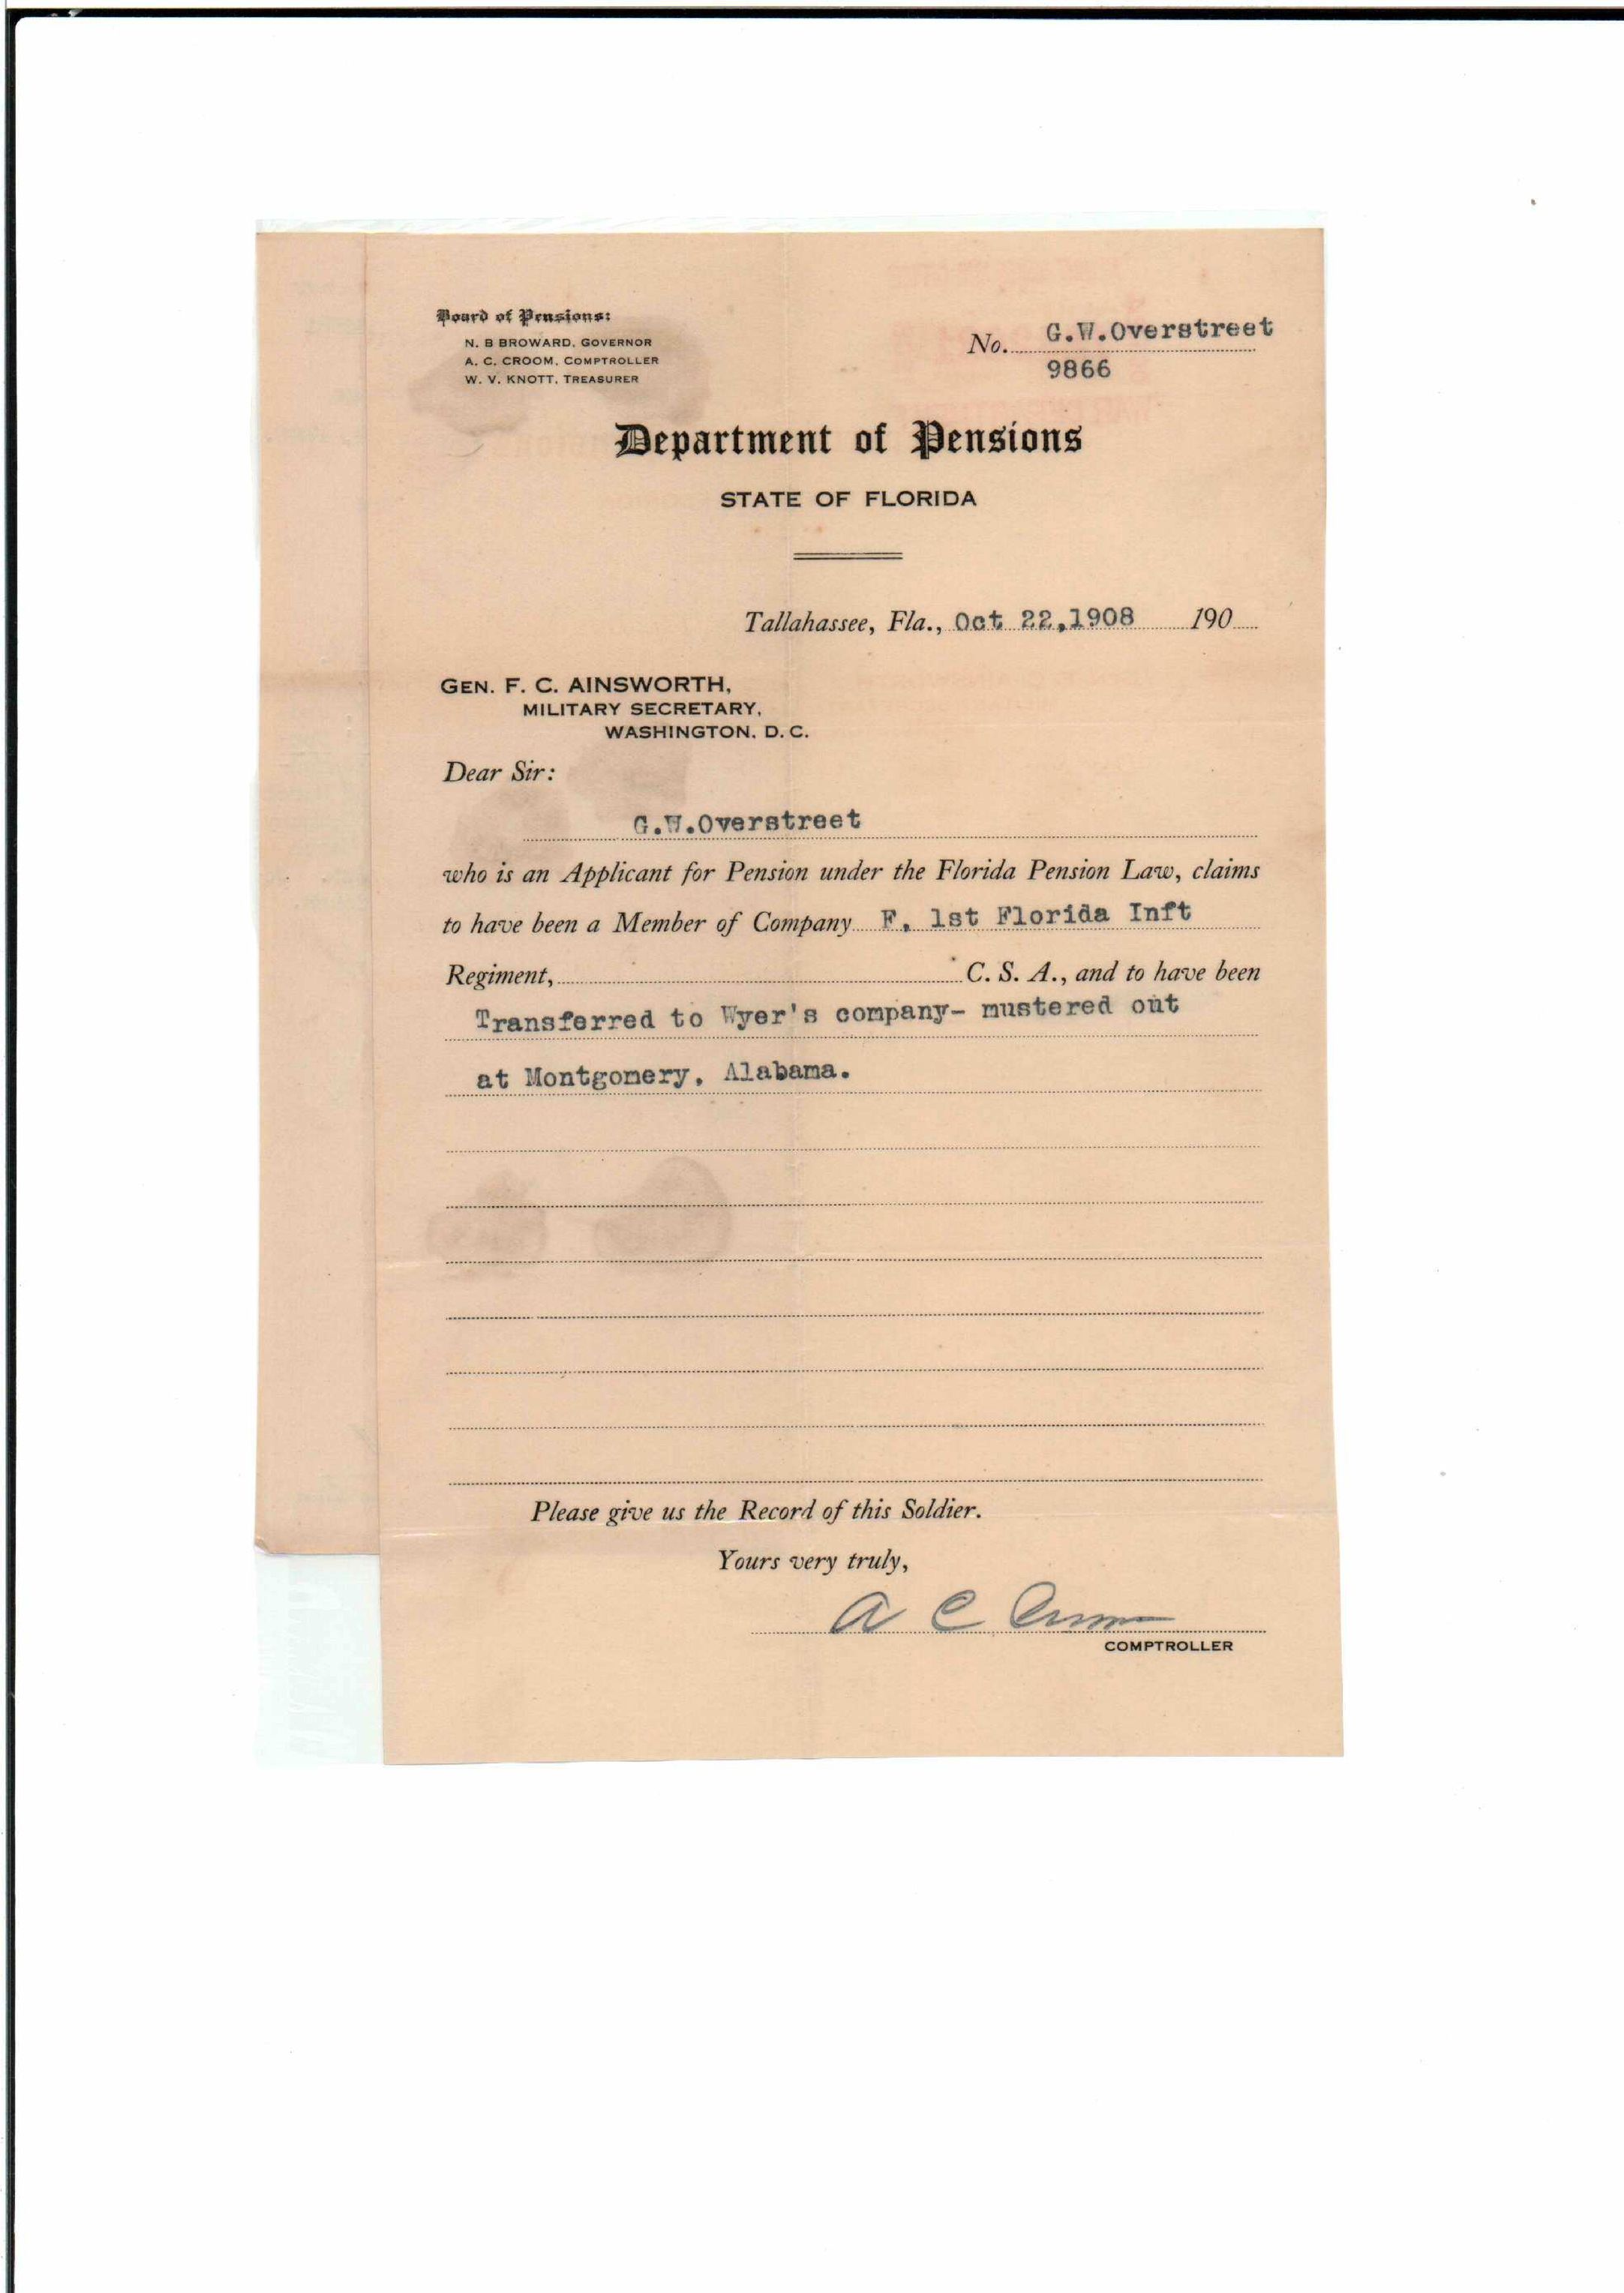 Board of Pensions:
N. B BROWARD, GOVERNOR
A. C. CROOM, COMPTROLLER
W. V. KNOTT, TREASURER
No. G.W.Overstreet
9866
Department of Pensions
STATE OF FLORIDA
Tallahassee, Fla., Oct 22,1908 190
GEN. F. C. AINSWORTH,
MILITARY SECRETARY,
WASHINGTON, D. C.
Dear Sir:
G.W.Overstreet
who is an Applicant for Pension under the Florida Pension Law, claims
to have been a Member of Company F, 1st Florida Inft
Regiment, C. S. A., and to have been
Transferred to Wyer's company- mustered out
at Montgomery, Alabama.
Please give us the Record of this Soldier.
Yours very truly,
A C Croom
COMPTROLLER